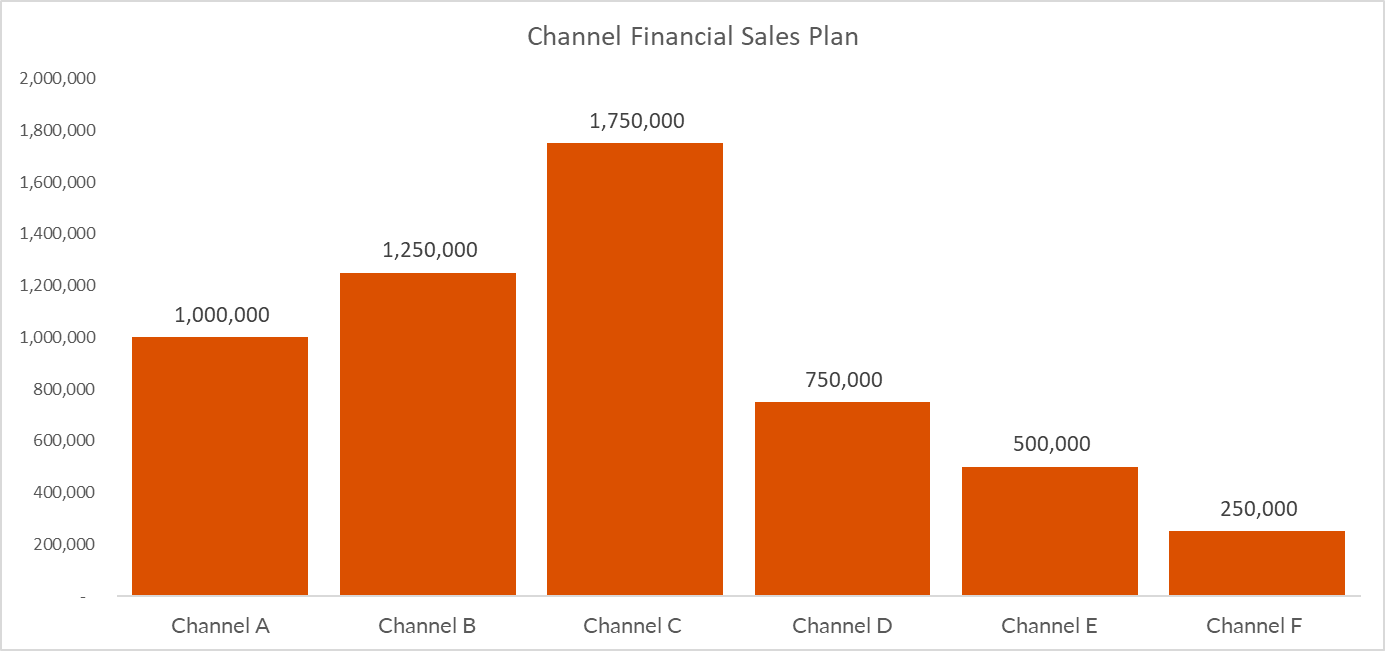 Channel Financial Sales Plan
2,000,000
1,800,000
1,600,000
1,400,000
1,200,000
1,000,000
800,000
600,000
400,000
200,000
-
1,000,000
1,250,000
1,750,000
750,000
500,000
250,000
Channel A
Channel B
Channel C
Channel D
Channel E
Channel F